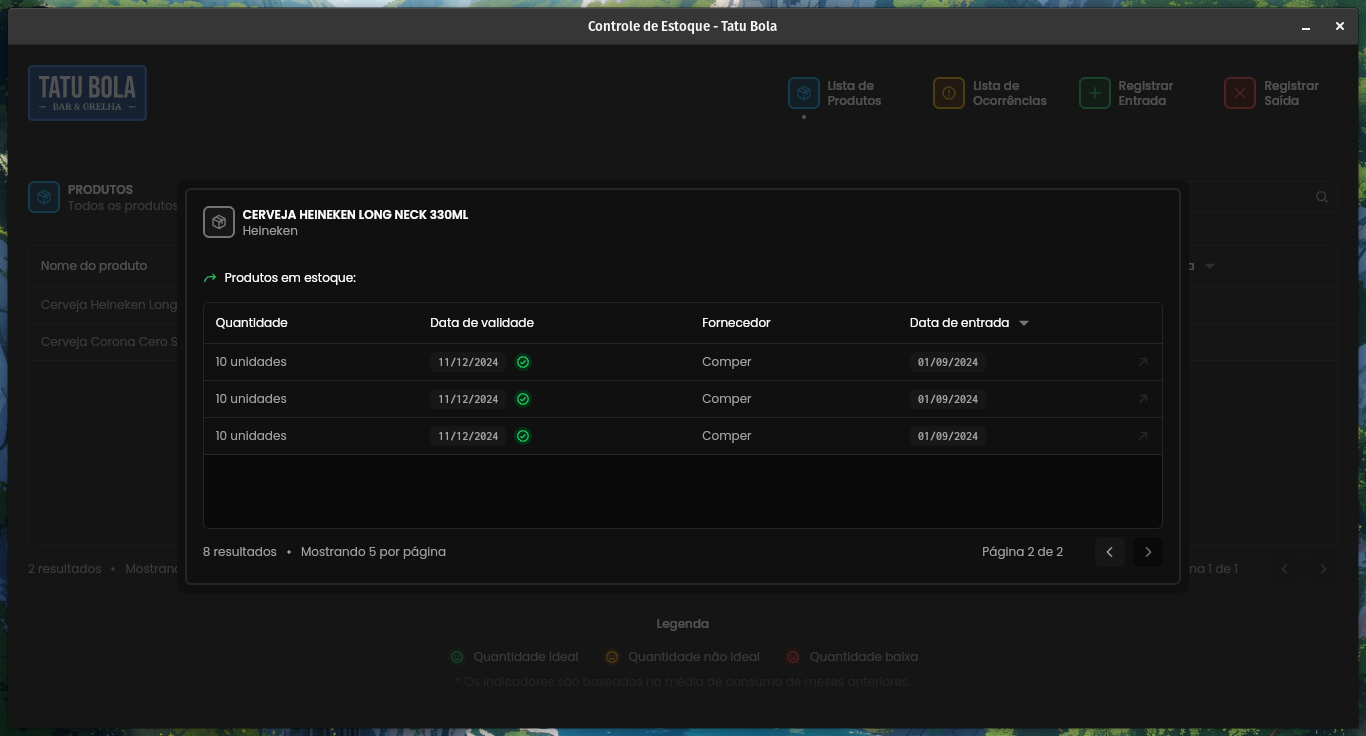 Controle de Estoque - Tatu Bola
TATU BOLA
BAR & GRELHA
Lista de
Produtos
Lista de
Ocorrências
Registrar
Entrada
Registrar
Saída
PRODUTOS
Todos os produtos
CERVEJA HEINEKEN LONG NECK 330ML
Heineken
Nome do produto
a
Produtos em estoque:
Cerveja Heineken Long
Cerveja Corona Cero S
Quantidade Data de validade Fornecedor Data de entrada
10 unidades 11/12/2024 Comper 01/09/2024
10 unidades 11/12/2024 Comper 01/09/2024
10 unidades 11/12/2024 Comper 01/09/2024
8 resultados • Mostrando 5 por página Página 2 de 2
2 resultados • Mostran na 1 de 1
Legenda
Quantidade ideal Quantidade não ideal Quantidade baixa
* Os indicadores são baseados na média de consumo de meses anteriores.